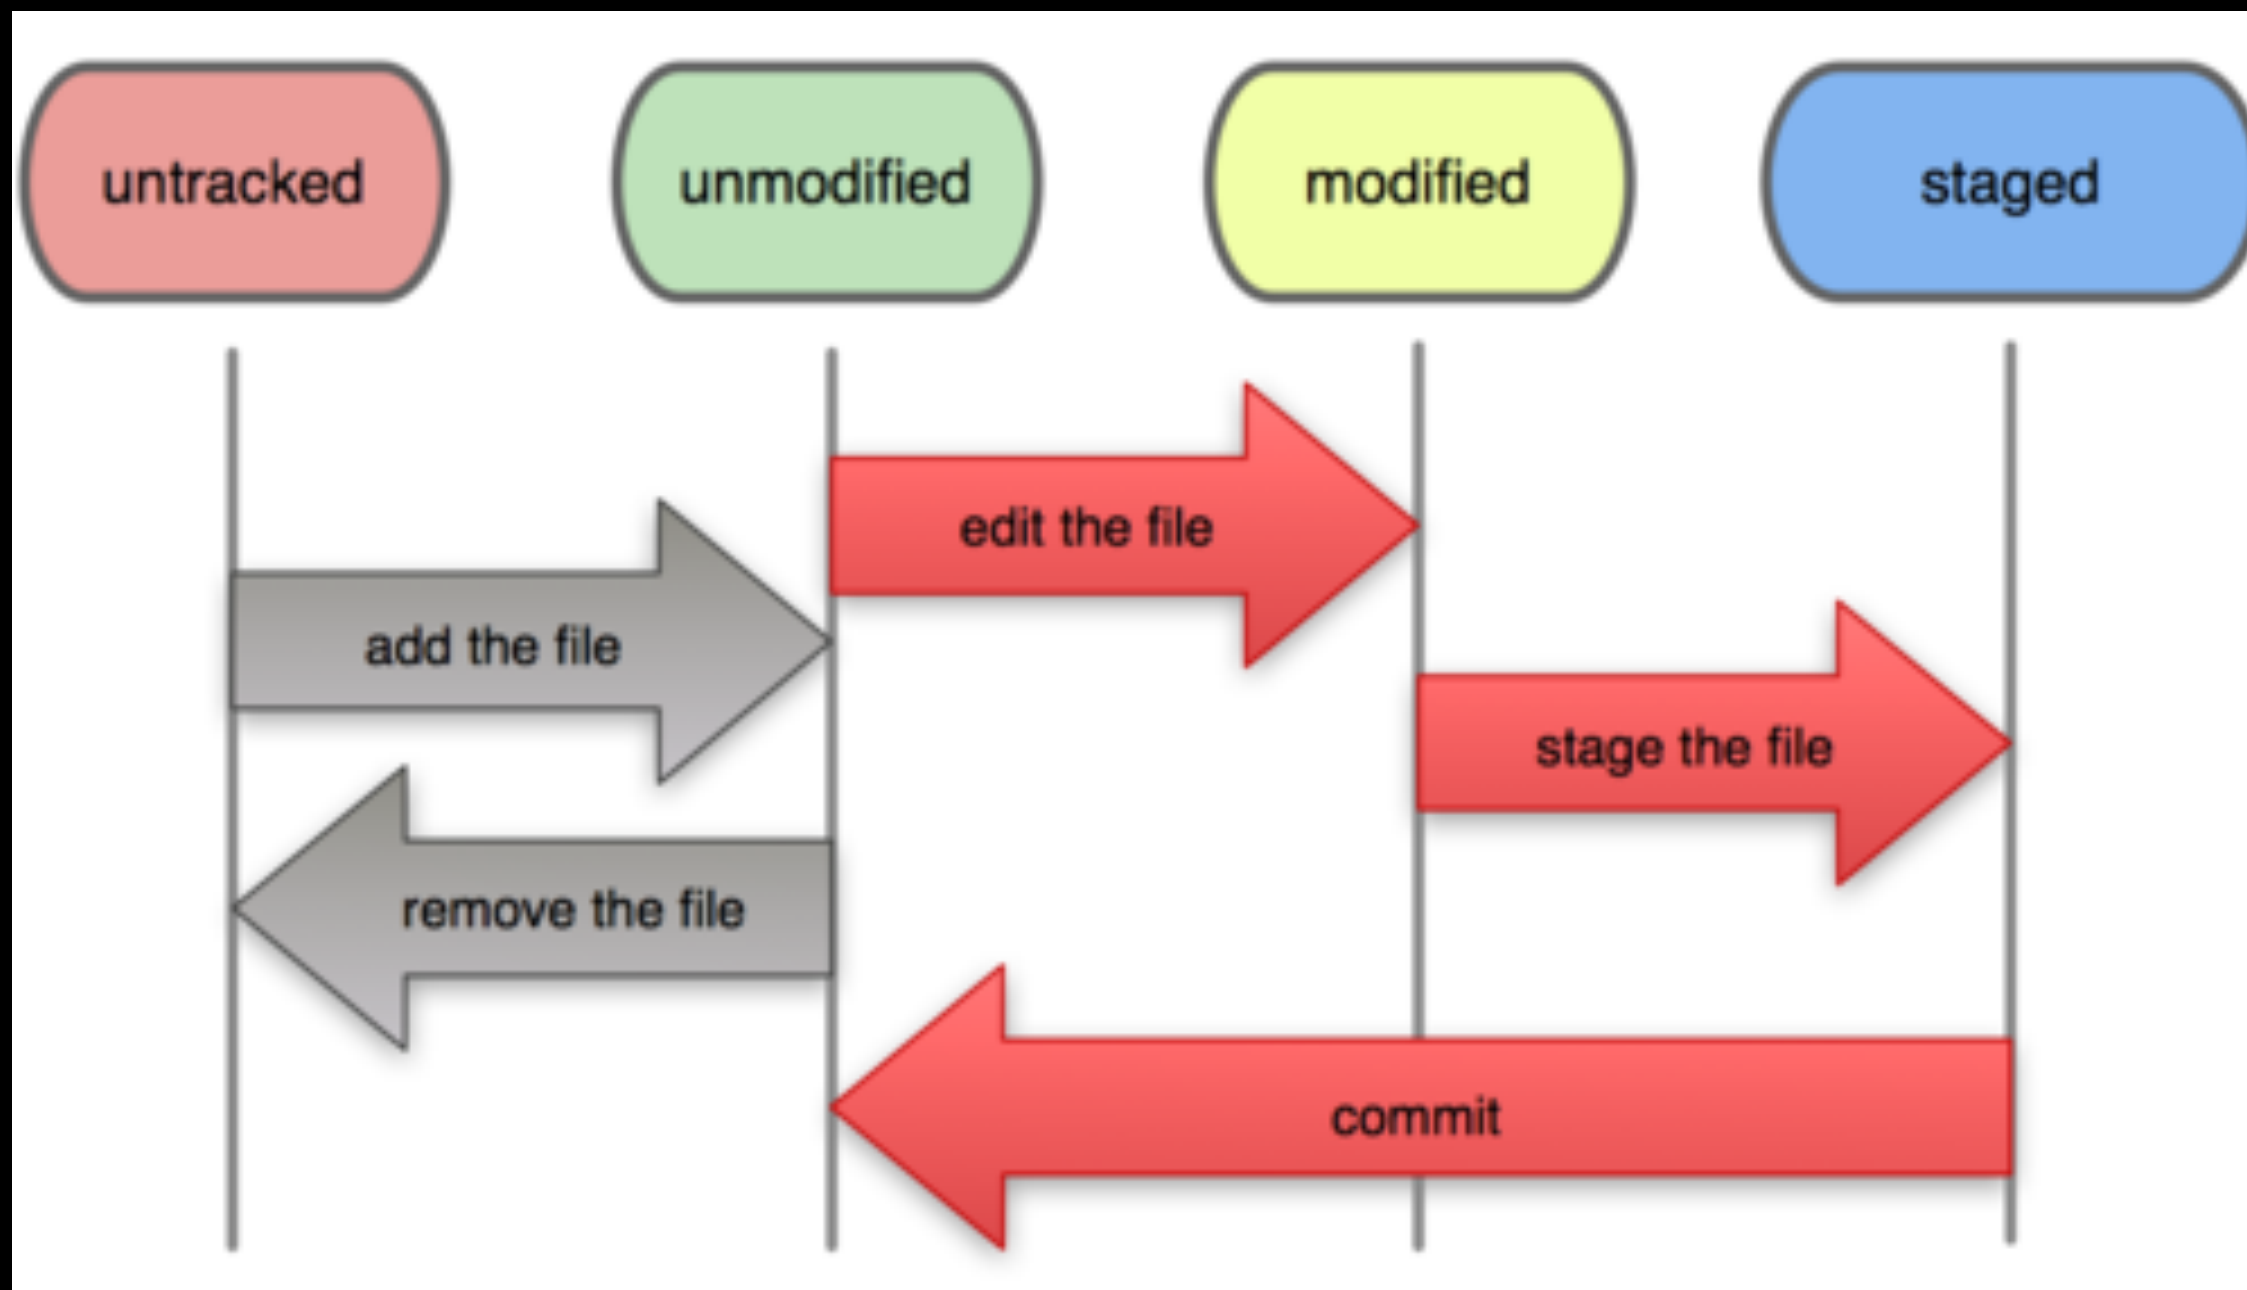 untracked
unmodified
modified
staged
edit the file
add the file
stage the file
remove the file
commit